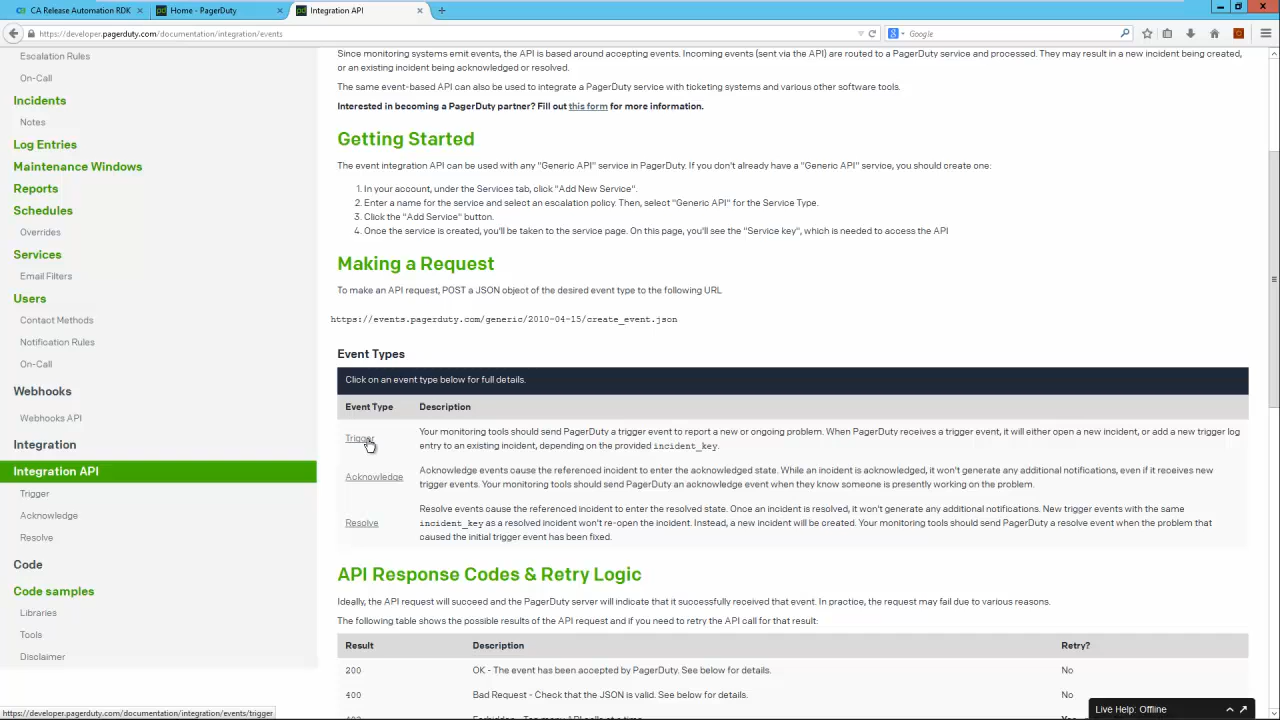 CA Release Automation RDK
Home - PagerDuty
Integration API
https://developer.pagerduty.com/documentation/integration/events
Google
Escalation Rules
On-Call
Incidents
Notes
Log Entries
Maintenance Windows
Reports
Schedules
Overrides
Services
Email Filters
Users
Contact Methods
Notification Rules
On-Call
Webhooks
Webhooks API
Integration
Integration API
Trigger
Acknowledge
Resolve
Code
Code samples
Libraries
Tools
Disclaimer
Since monitoring systems emit events, the API is based around accepting events. Incoming events (sent via the API) are routed to a PagerDuty service and processed. They may result in a new incident being created,
or an existing incident being acknowledged or resolved.
The same event-based API can also be used to integrate a PagerDuty service with ticketing systems and various other software tools.
Interested in becoming a PagerDuty partner? Fill out this form for more information.
Getting Started
The event integration API can be used with any "Generic API" service in PagerDuty. If you don't already have a "Generic API" service, you should create one:
1. In your account, under the Services tab, click "Add New Service".
2. Enter a name for the service and select an escalation policy. Then, select "Generic API" for the Service Type.
3. Click the "Add Service" button.
4. Once the service is created, you'll be taken to the service page. On this page, you'll see the "Service key", which is needed to access the API
Making a Request
To make an API request, POST a JSON object of the desired event type to the following URL
https://events.pagerduty.com/generic/2010-04-15/create_event.json
Event Types
Click on an event type below for full details.
Event Type Description
Trigger Your monitoring tools should send PagerDuty a trigger event to report a new or ongoing problem. When PagerDuty receives a trigger event, it will either open a new incident, or add a new trigger log
entry to an existing incident, depending on the provided incident_key.
Acknowledge Acknowledge events cause the referenced incident to enter the acknowledged state. While an incident is acknowledged, it won't generate any additional notifications, even if it receives new
trigger events. Your monitoring tools should send PagerDuty an acknowledge event when they know someone is presently working on the problem.
Resolve Resolve events cause the referenced incident to enter the resolved state. Once an incident is resolved, it won't generate any additional notifications. New trigger events with the same
incident_key as a resolved incident won't re-open the incident. Instead, a new incident will be created. Your monitoring tools should send PagerDuty a resolve event when the problem that
caused the initial trigger event has been fixed.
API Response Codes & Retry Logic
Ideally, the API request will succeed and the PagerDuty server will indicate that it successfully received that event. In practice, the request may fail due to various reasons.
The following table shows the possible results of the API request and if you need to retry the API call for that result:
Result Description Retry?
200 OK - The event has been accepted by PagerDuty. See below for details. No
400 Bad Request - Check that the JSON is valid. See below for details. No
403 Forbidden - Too many API calls at a time. Yes
https://developer.pagerduty.com/documentation/integration/events/trigger
Live Help: Offline